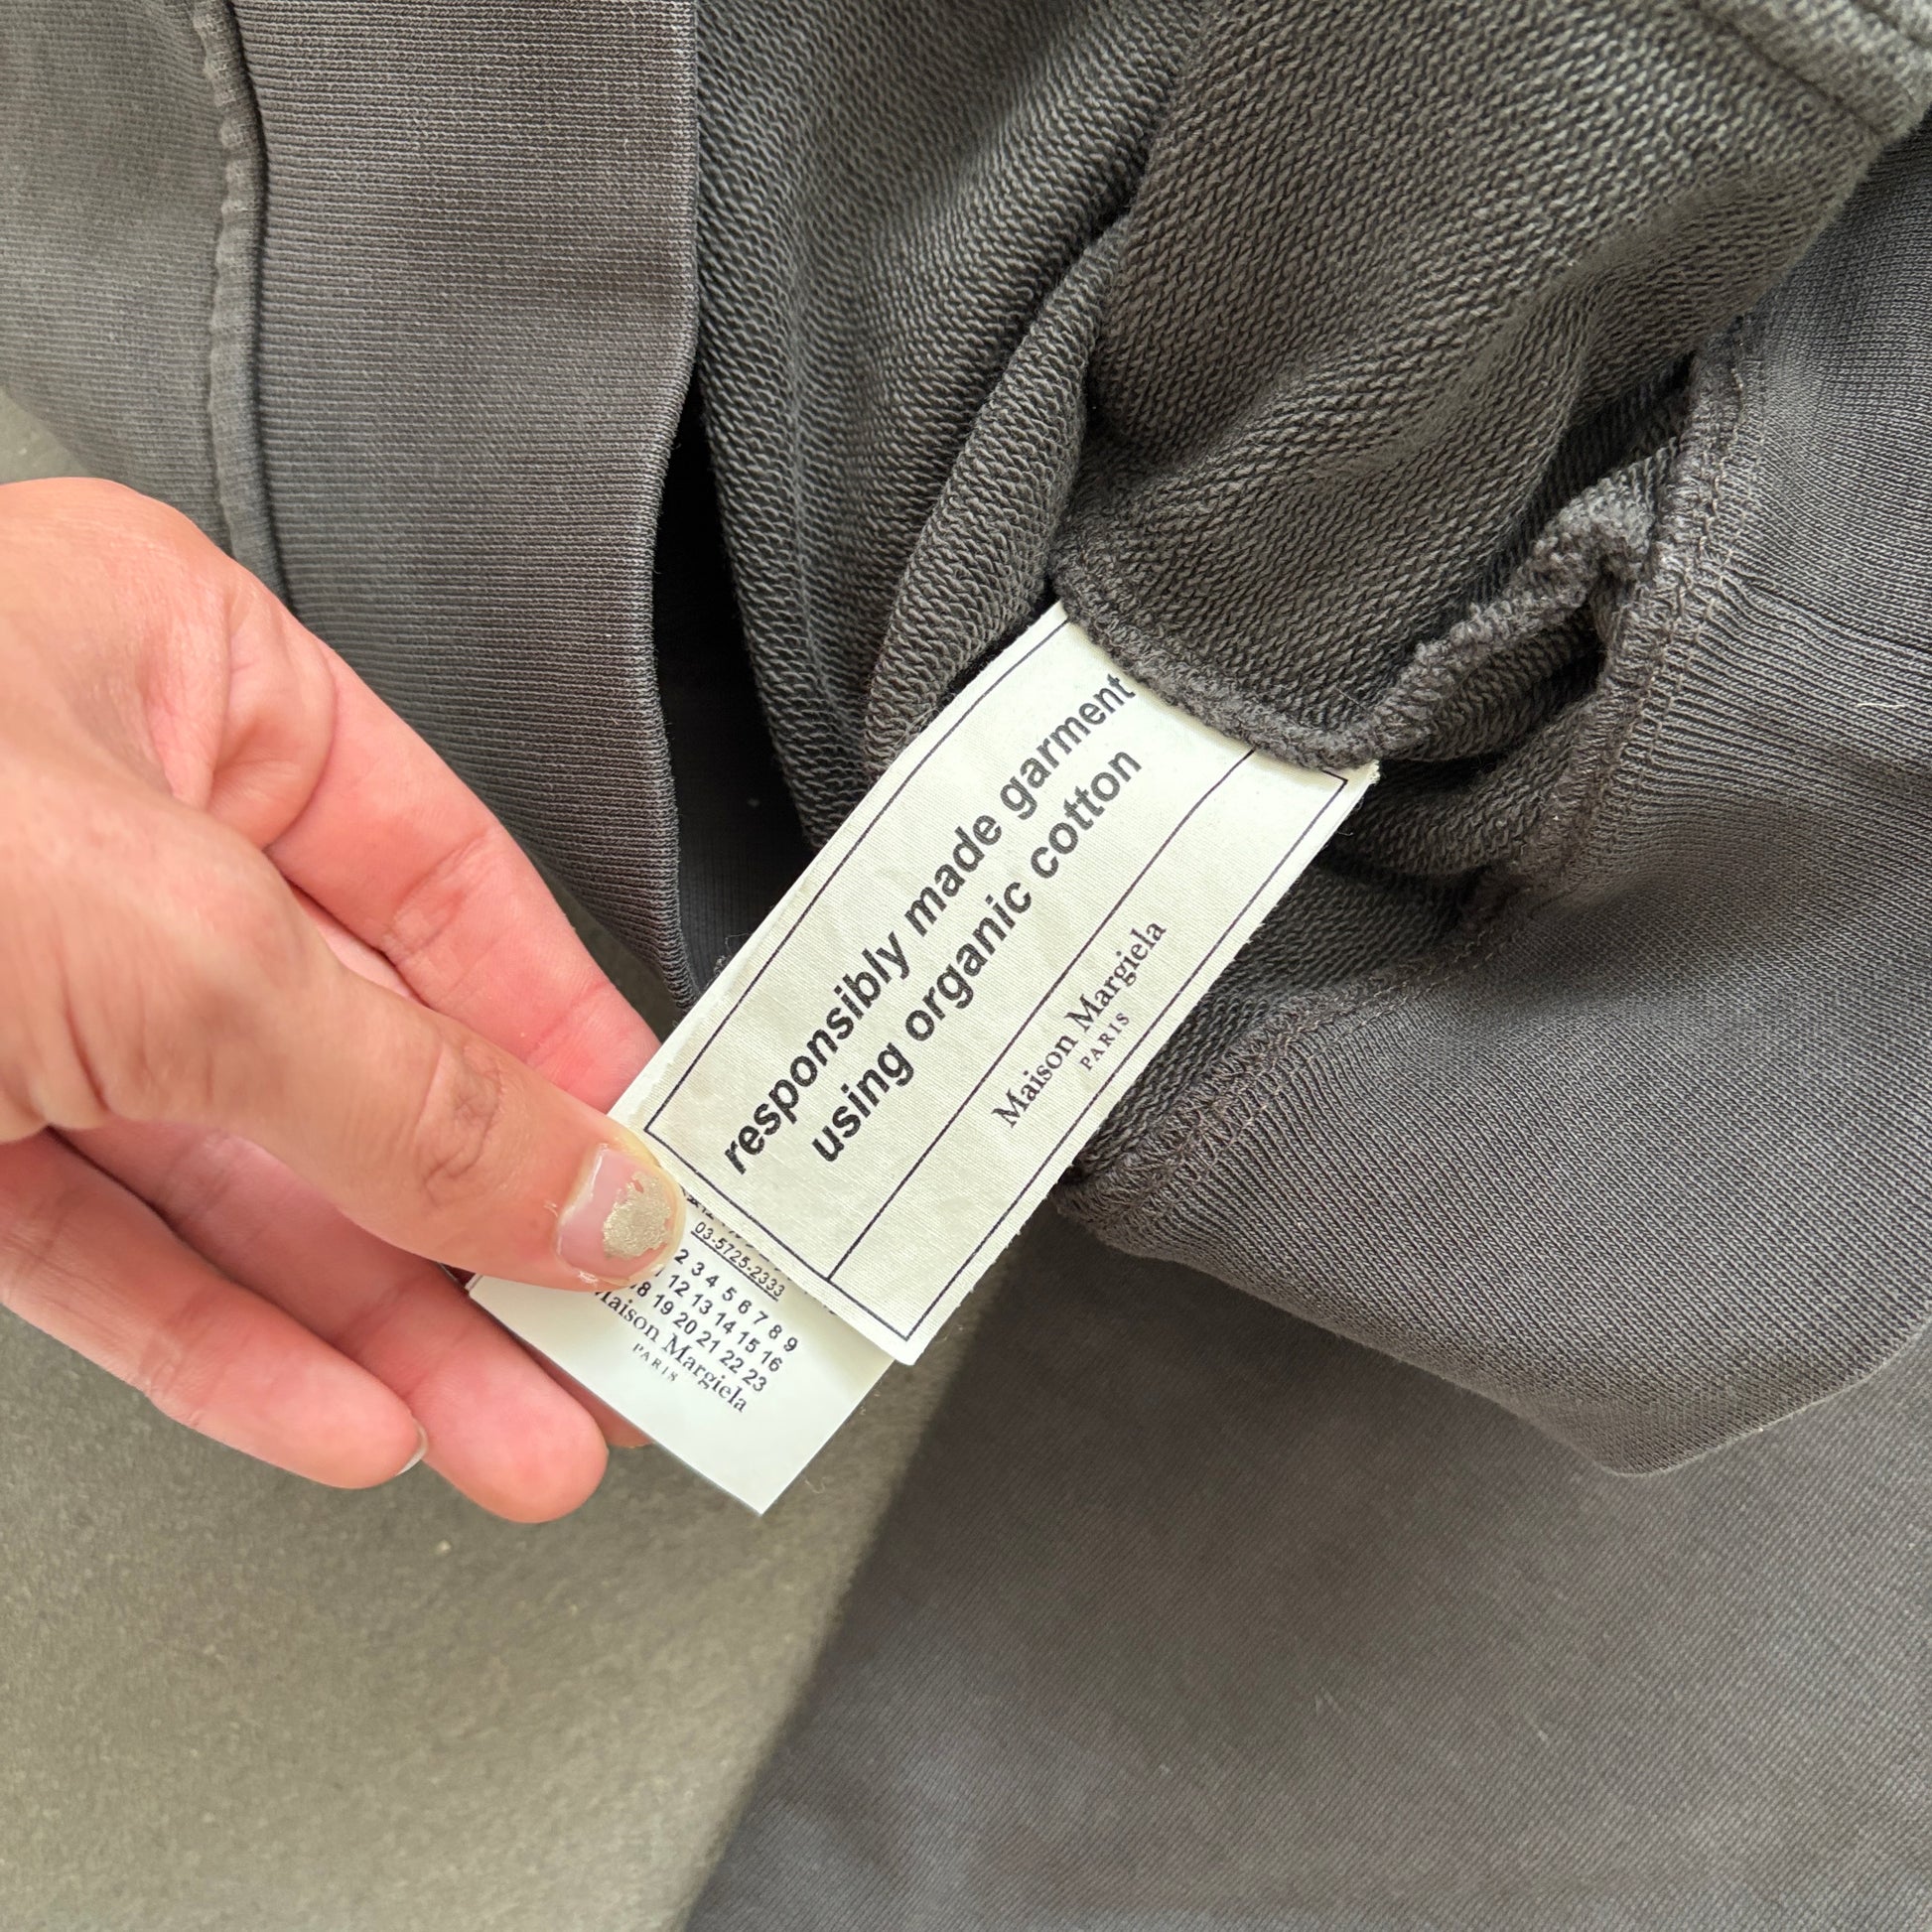 responsibly made garment
using organic cotton
Maison Margiela
PARIS
03-5725-2333
2 3 4 5 6 7 8 9
12 13 14 15 16
18 19 20 21 22 23
Maison Margiela
PARIS